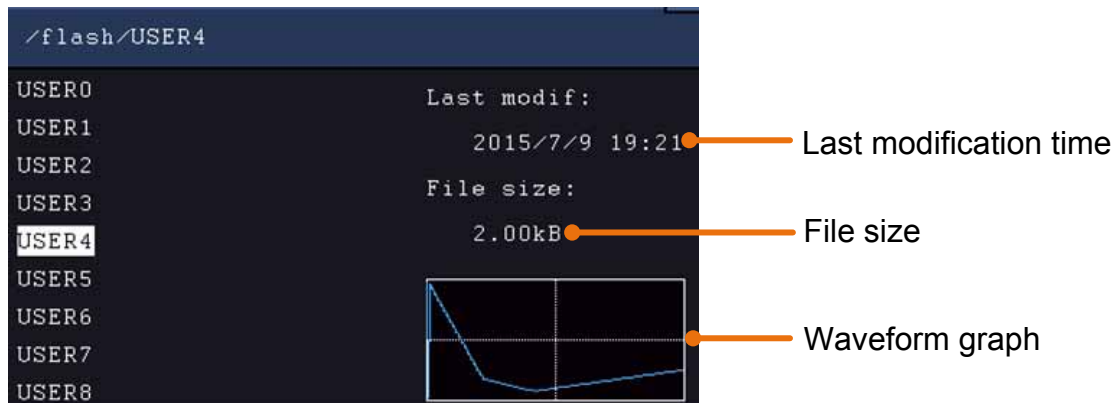 /flash/USER4
USER0
USER1
USER2
USER3
USER4
USER5
USER6
USER7
USER8
Last modif:
2015/7/9 19:21
File size:
2.00kB
Last modification time
File size
Waveform graph